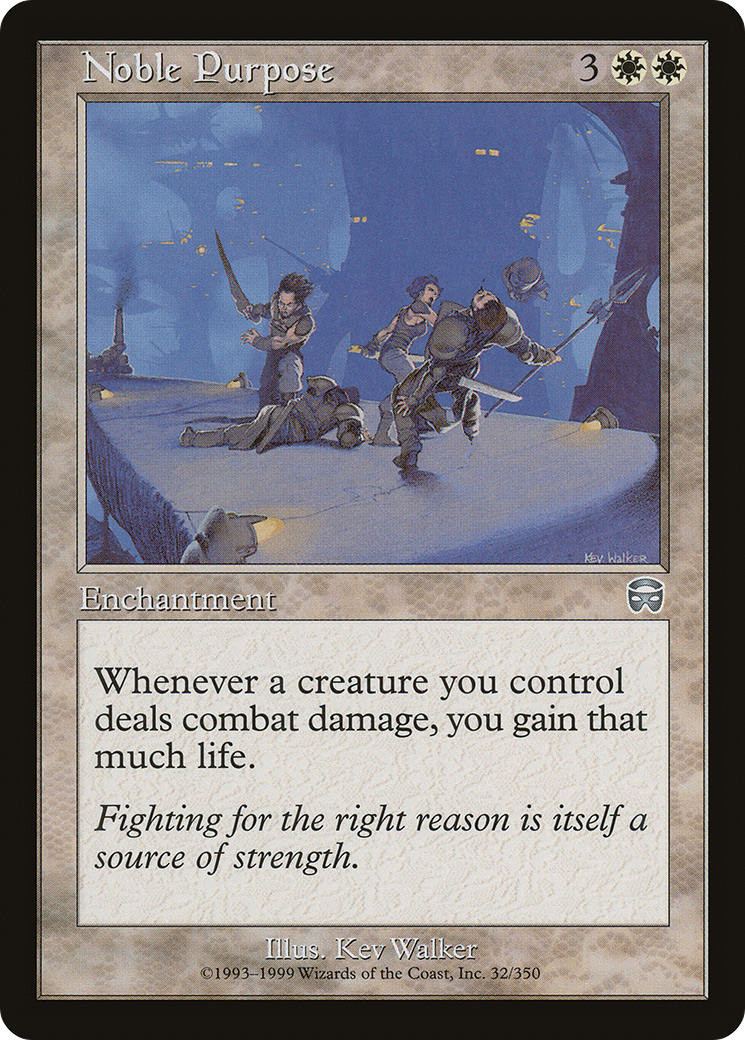 Noble Purpose 3
Kev Walker
Enchantment
Whenever a creature you control
deals combat damage, you gain that
much life.
Fighting for the right reason is itself a
source of strength.
Illus. Kev Walker
©1993–1999 Wizards of the Coast, Inc. 32/350